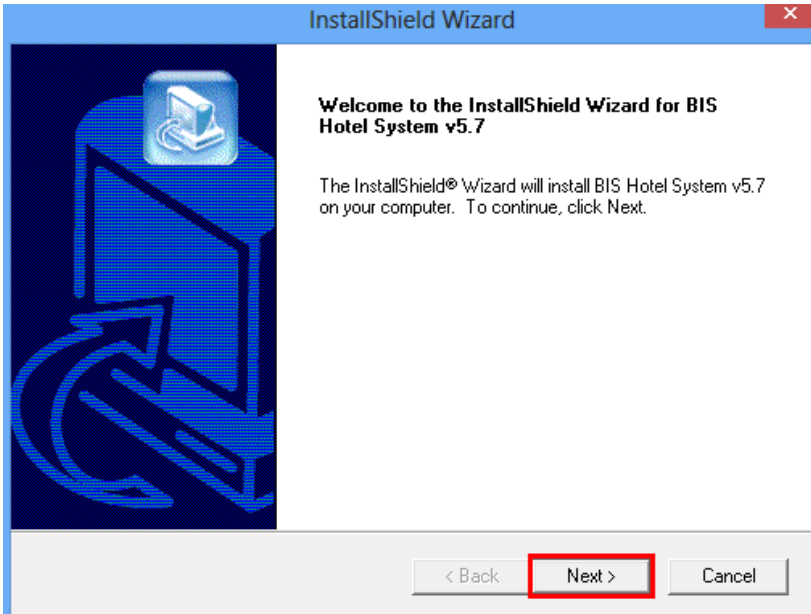 InstallShield Wizard
Welcome to the InstallShield Wizard for BIS
Hotel System v5.7
The InstallShield® Wizard will install BIS Hotel System v5.7
on your computer.  To continue, click Next.
< Back
Next >
Cancel